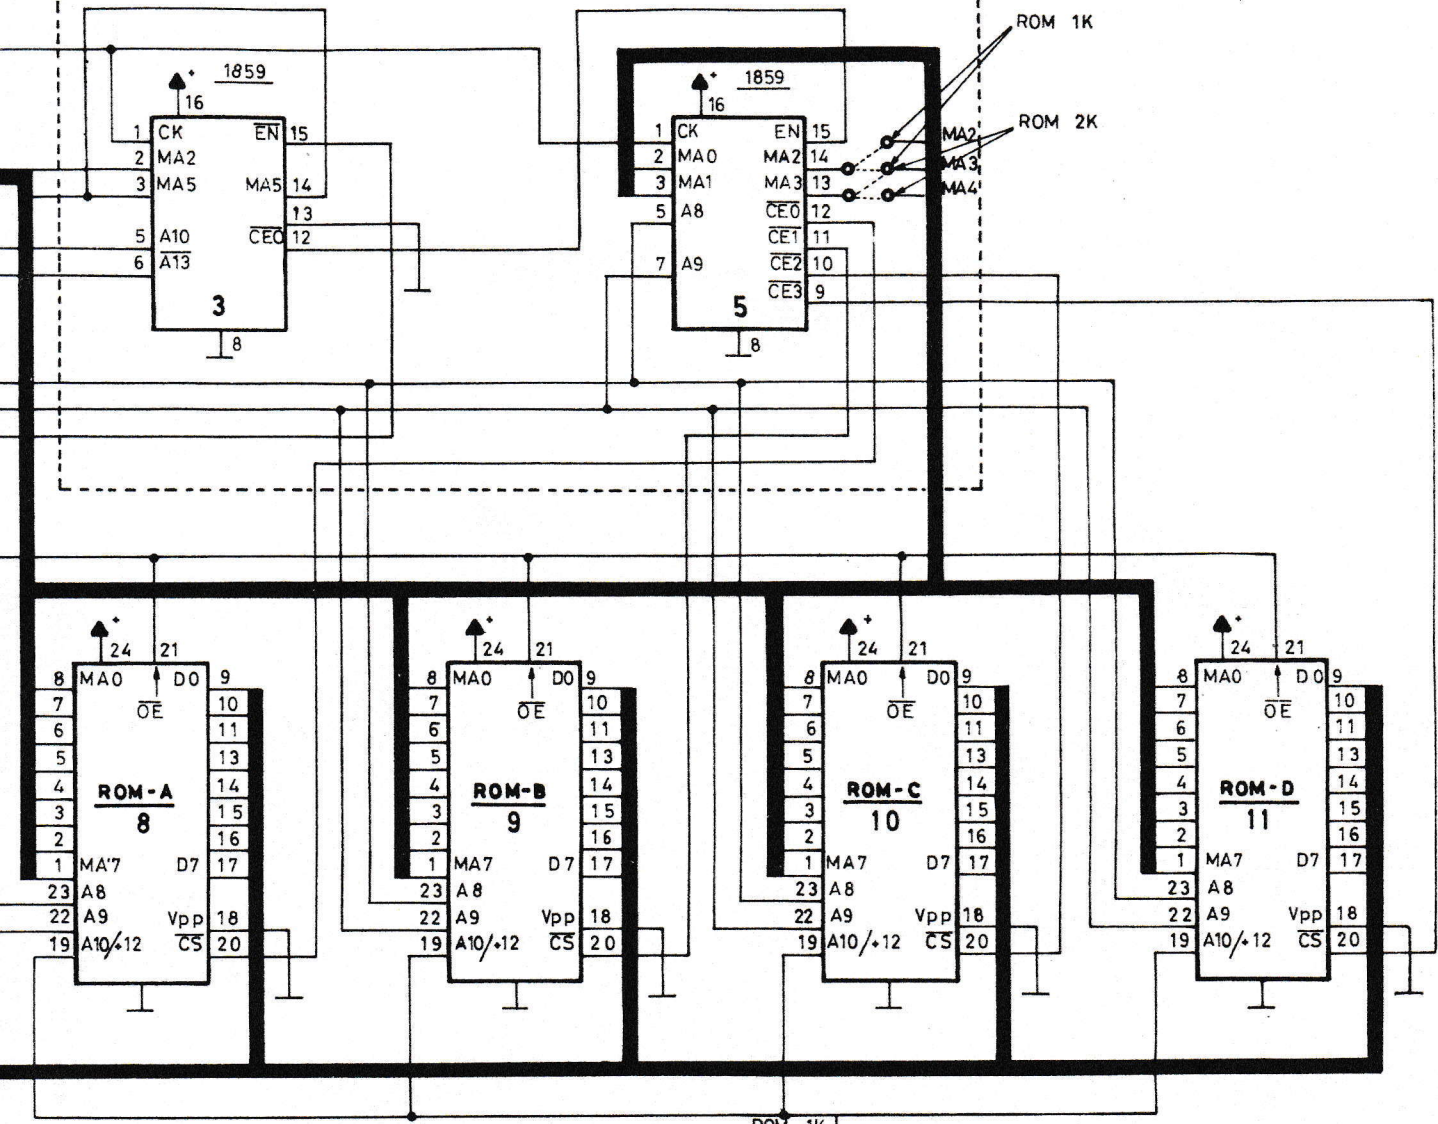 ROM 1K
1859
1859
ROM 2K
16
16
1 CK EN 15
2 MA2
3 MA5 MA5 14
13
5 A10 CE0 12
6 A13
3
8
1 CK EN 15
2 MA0 MA2 14
3 MA1 MA3 13
5 A8 CE0 12
CE1 11
7 A9 CE2 10
CE3 9
5
8
MA2
MA3
MA4
+ 24 21
8 MA0 D0 9
7 OE 10
6 11
5 13
4 ROM-A 14
3 8 15
2 16
1 MA'7 D7 17
23 A8
22 A9 Vpp 18
19 A10/+12 CS 20
+ 24 21
8 MA0 D0 9
7 OE 10
6 11
5 13
4 ROM-B 14
3 9 15
2 16
1 MA7 D7 17
23 A8
22 A9 Vpp 18
19 A10/+12 CS 20
+ 24 21
8 MA0 D0 9
7 OE 10
6 11
5 13
4 ROM-C 14
3 10 15
2 16
1 MA7 D7 17
23 A8
22 A9 Vpp 18
19 A10/+12 CS 20
+ 24 21
8 MA0 D0 9
7 OE 10
6 11
5 13
4 ROM-D 14
3 11 15
2 16
1 MA7 D7 17
23 A8
22 A9 Vpp 18
19 A10/+12 CS 20
ROM 1K